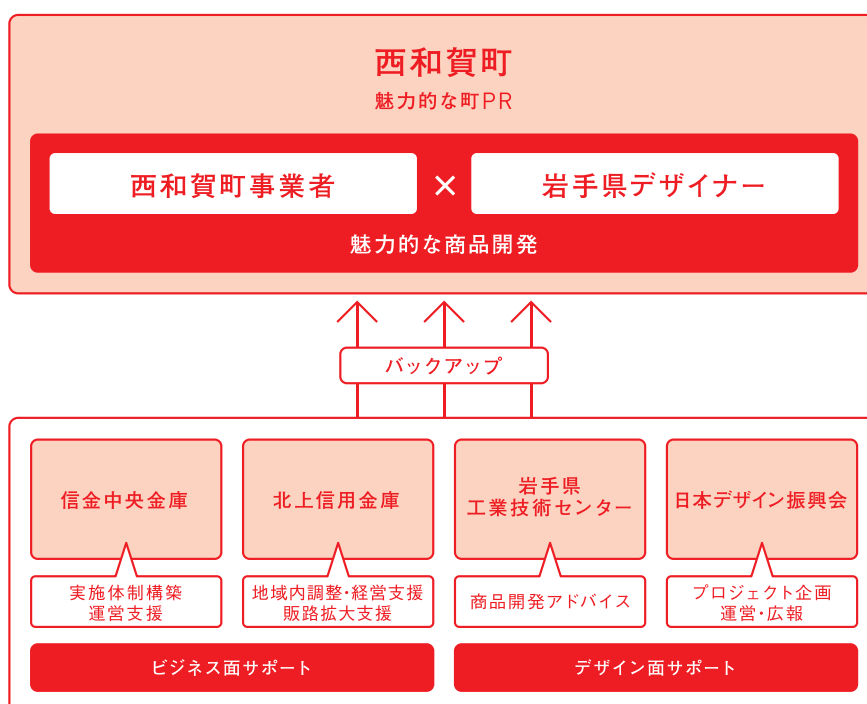 西和賀町
魅力的な町PR
西和賀町事業者
×
岩手県デザイナー
魅力的な商品開発
バックアップ
信金中央金庫
北上信用金庫
岩手県
工業技術センター
日本デザイン振興会
実施体制構築
運営支援
地域内調整・経営支援
販路拡大支援
商品開発アドバイス
プロジェクト企画
運営・広報
ビジネス面サポート
デザイン面サポート